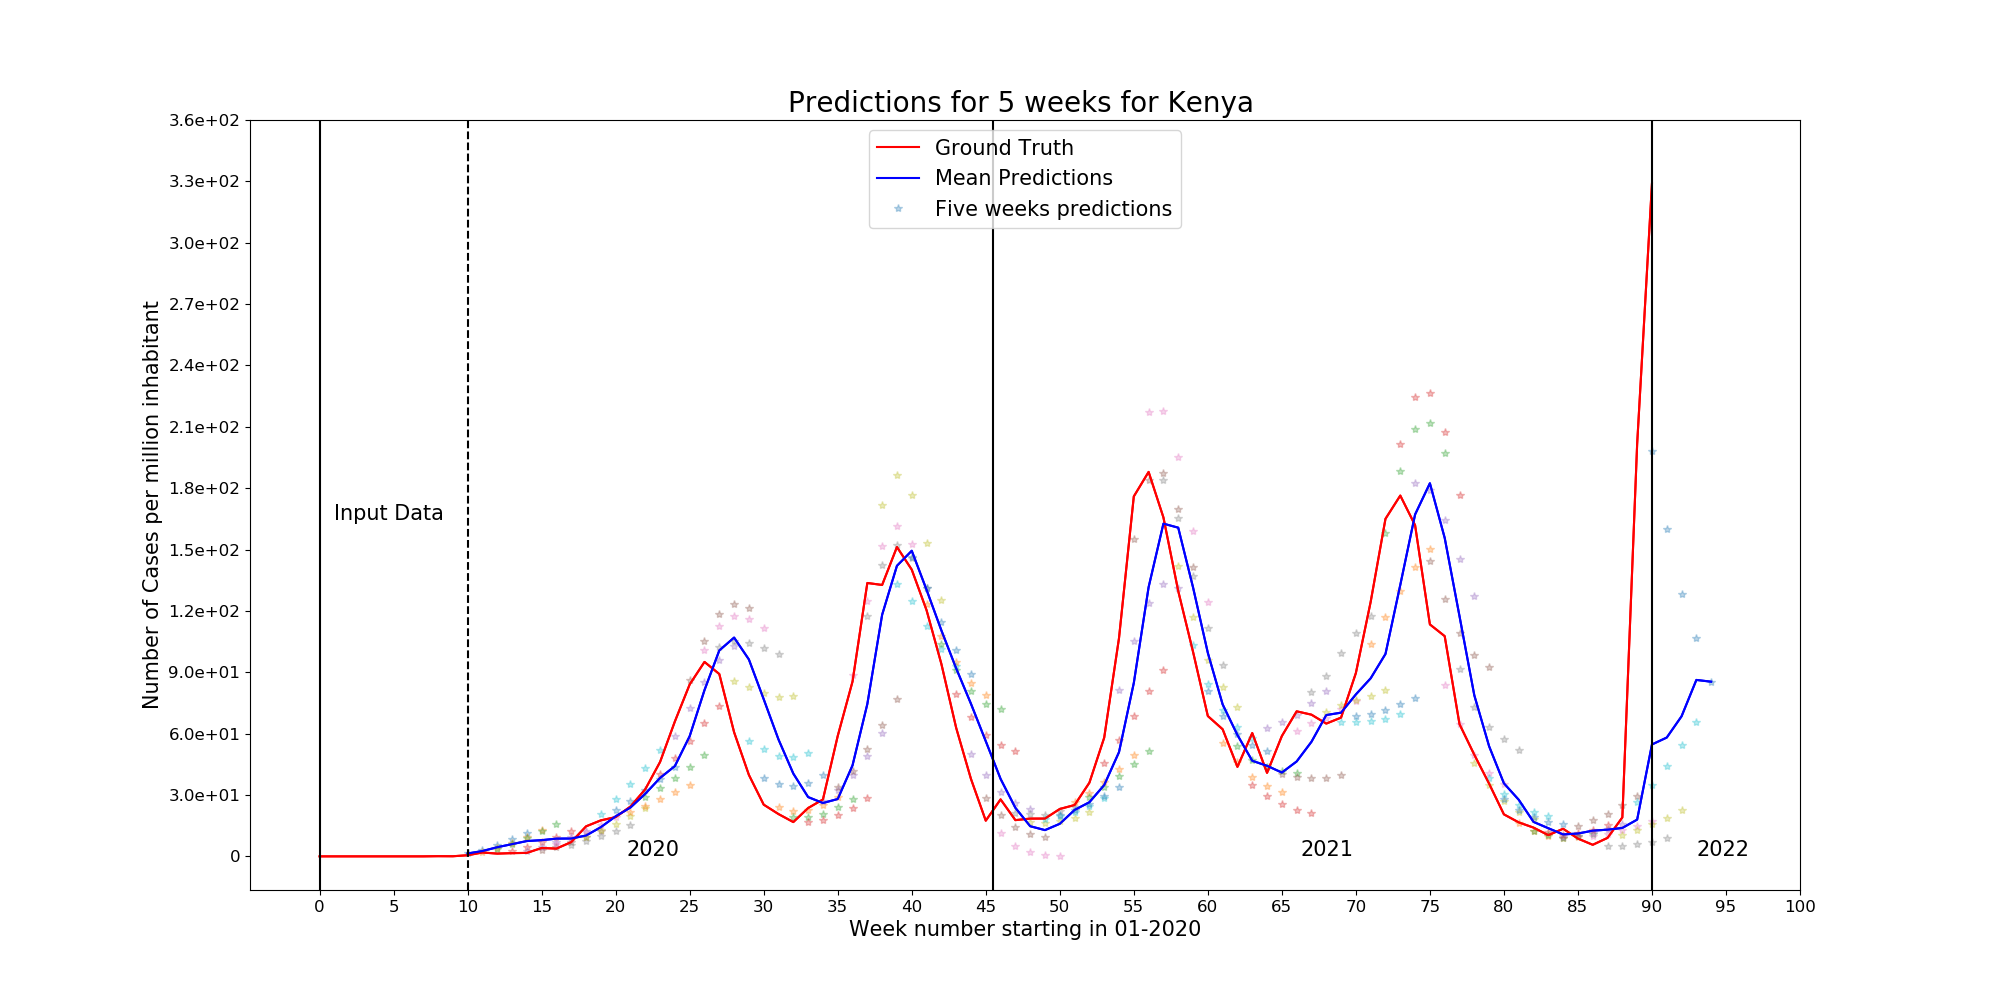 Predictions for 5 weeks for Kenya
3.6e+02
3.3e+02
3.0e+02
2.7e+02
2.4e+02
2.1e+02
1.8e+02
1.5e+02
1.2e+02
9.0e+01
6.0e+01
3.0e+01
0
Number of Cases per million inhabitant
Ground Truth
Mean Predictions
Five weeks predictions
Input Data
2020
2021
2022
0 5 10 15 20 25 30 35 40 45 50 55 60 65 70 75 80 85 90 95 100
Week number starting in 01-2020